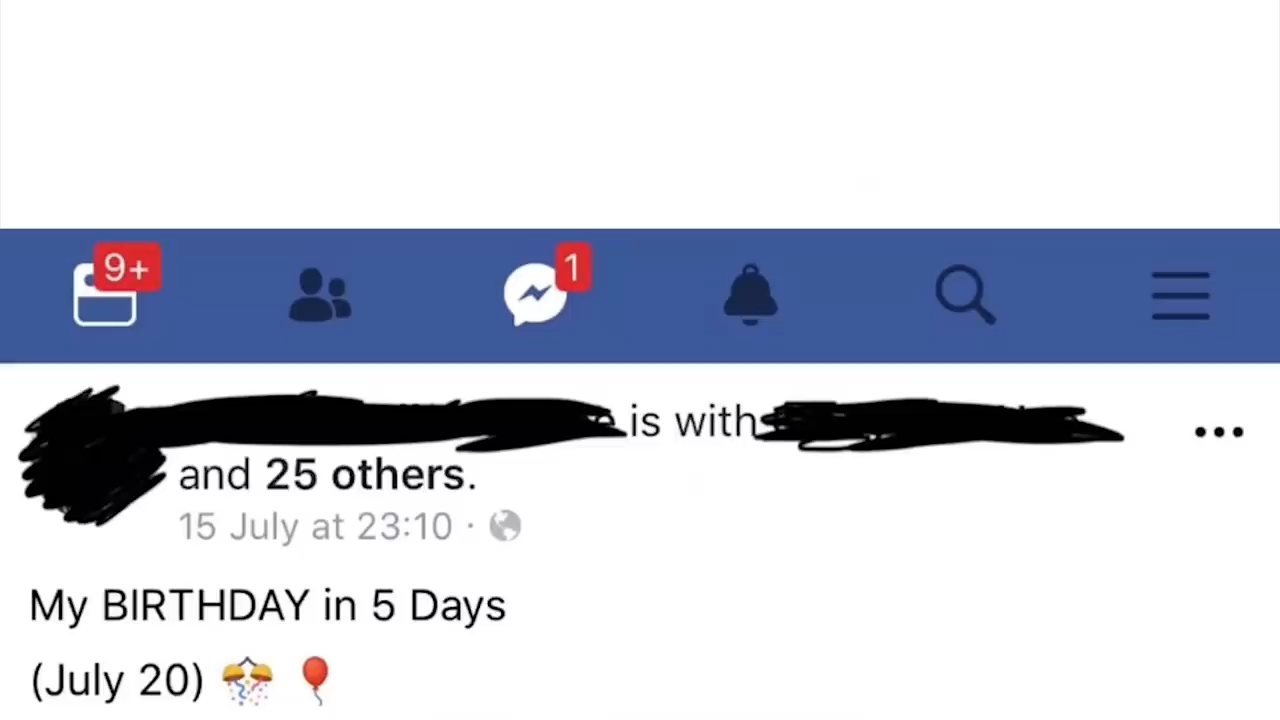 9+
1
is with
and 25 others.
15 July at 23:10 ·
My BIRTHDAY in 5 Days
(July 20) 🎊 🎈